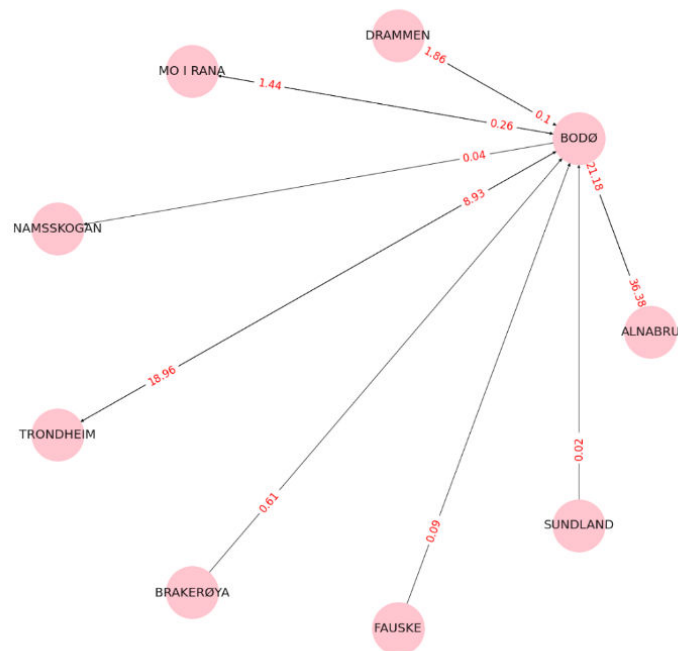 DRAMMEN
1.86
MO I RANA
1.44
0.1
0.26
BODØ
0.04
21.18
8.93
NAMSSKOGAN
36.38
ALNABRU
18.96
TRONDHEIM
0.02
0.61
SUNDLAND
0.09
BRAKERØYA
FAUSKE